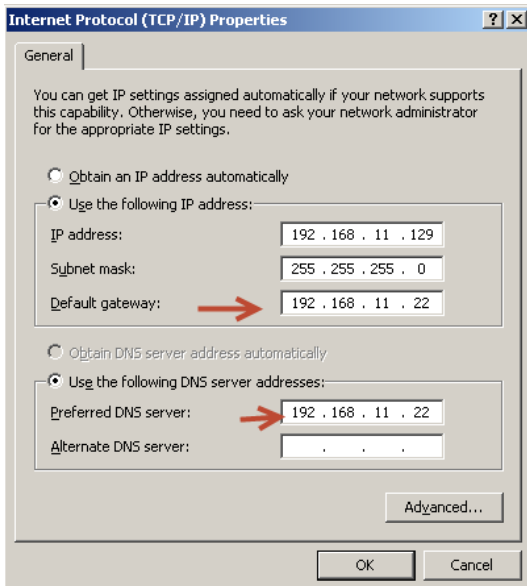 Internet Protocol (TCP/IP) Properties
General
You can get IP settings assigned automatically if your network supports
this capability. Otherwise, you need to ask your network administrator
for the appropriate IP settings.
Obtain an IP address automatically
Use the following IP address:
IP address: 192 . 168 . 11 . 129
Subnet mask: 255 . 255 . 255 . 0
Default gateway: 192 . 168 . 11 . 22
Obtain DNS server address automatically
Use the following DNS server addresses:
Preferred DNS server: 192 . 168 . 11 . 22
Alternate DNS server: . . .
Advanced...
OK Cancel